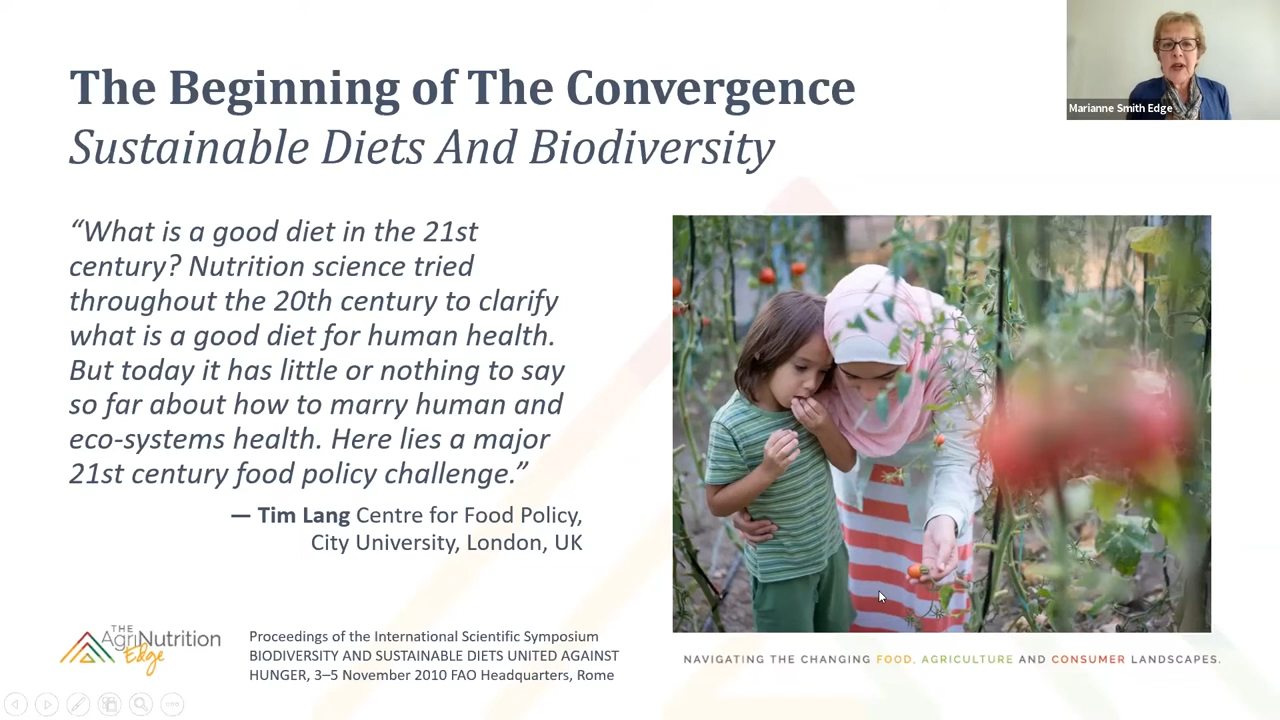 The Beginning of The Convergence
Sustainable Diets And Biodiversity
Marianne Smith Edge
“What is a good diet in the 21st
century? Nutrition science tried
throughout the 20th century to clarify
what is a good diet for human health.
But today it has little or nothing to say
so far about how to marry human and
eco-systems health. Here lies a major
21st century food policy challenge.”
— Tim Lang Centre for Food Policy,
City University, London, UK
THE
AgriNutrition
Edge
Proceedings of the International Scientific Symposium
BIODIVERSITY AND SUSTAINABLE DIETS UNITED AGAINST
HUNGER, 3–5 November 2010 FAO Headquarters, Rome
NAVIGATING THE CHANGING FOOD, AGRICULTURE AND CONSUMER LANDSCAPES.